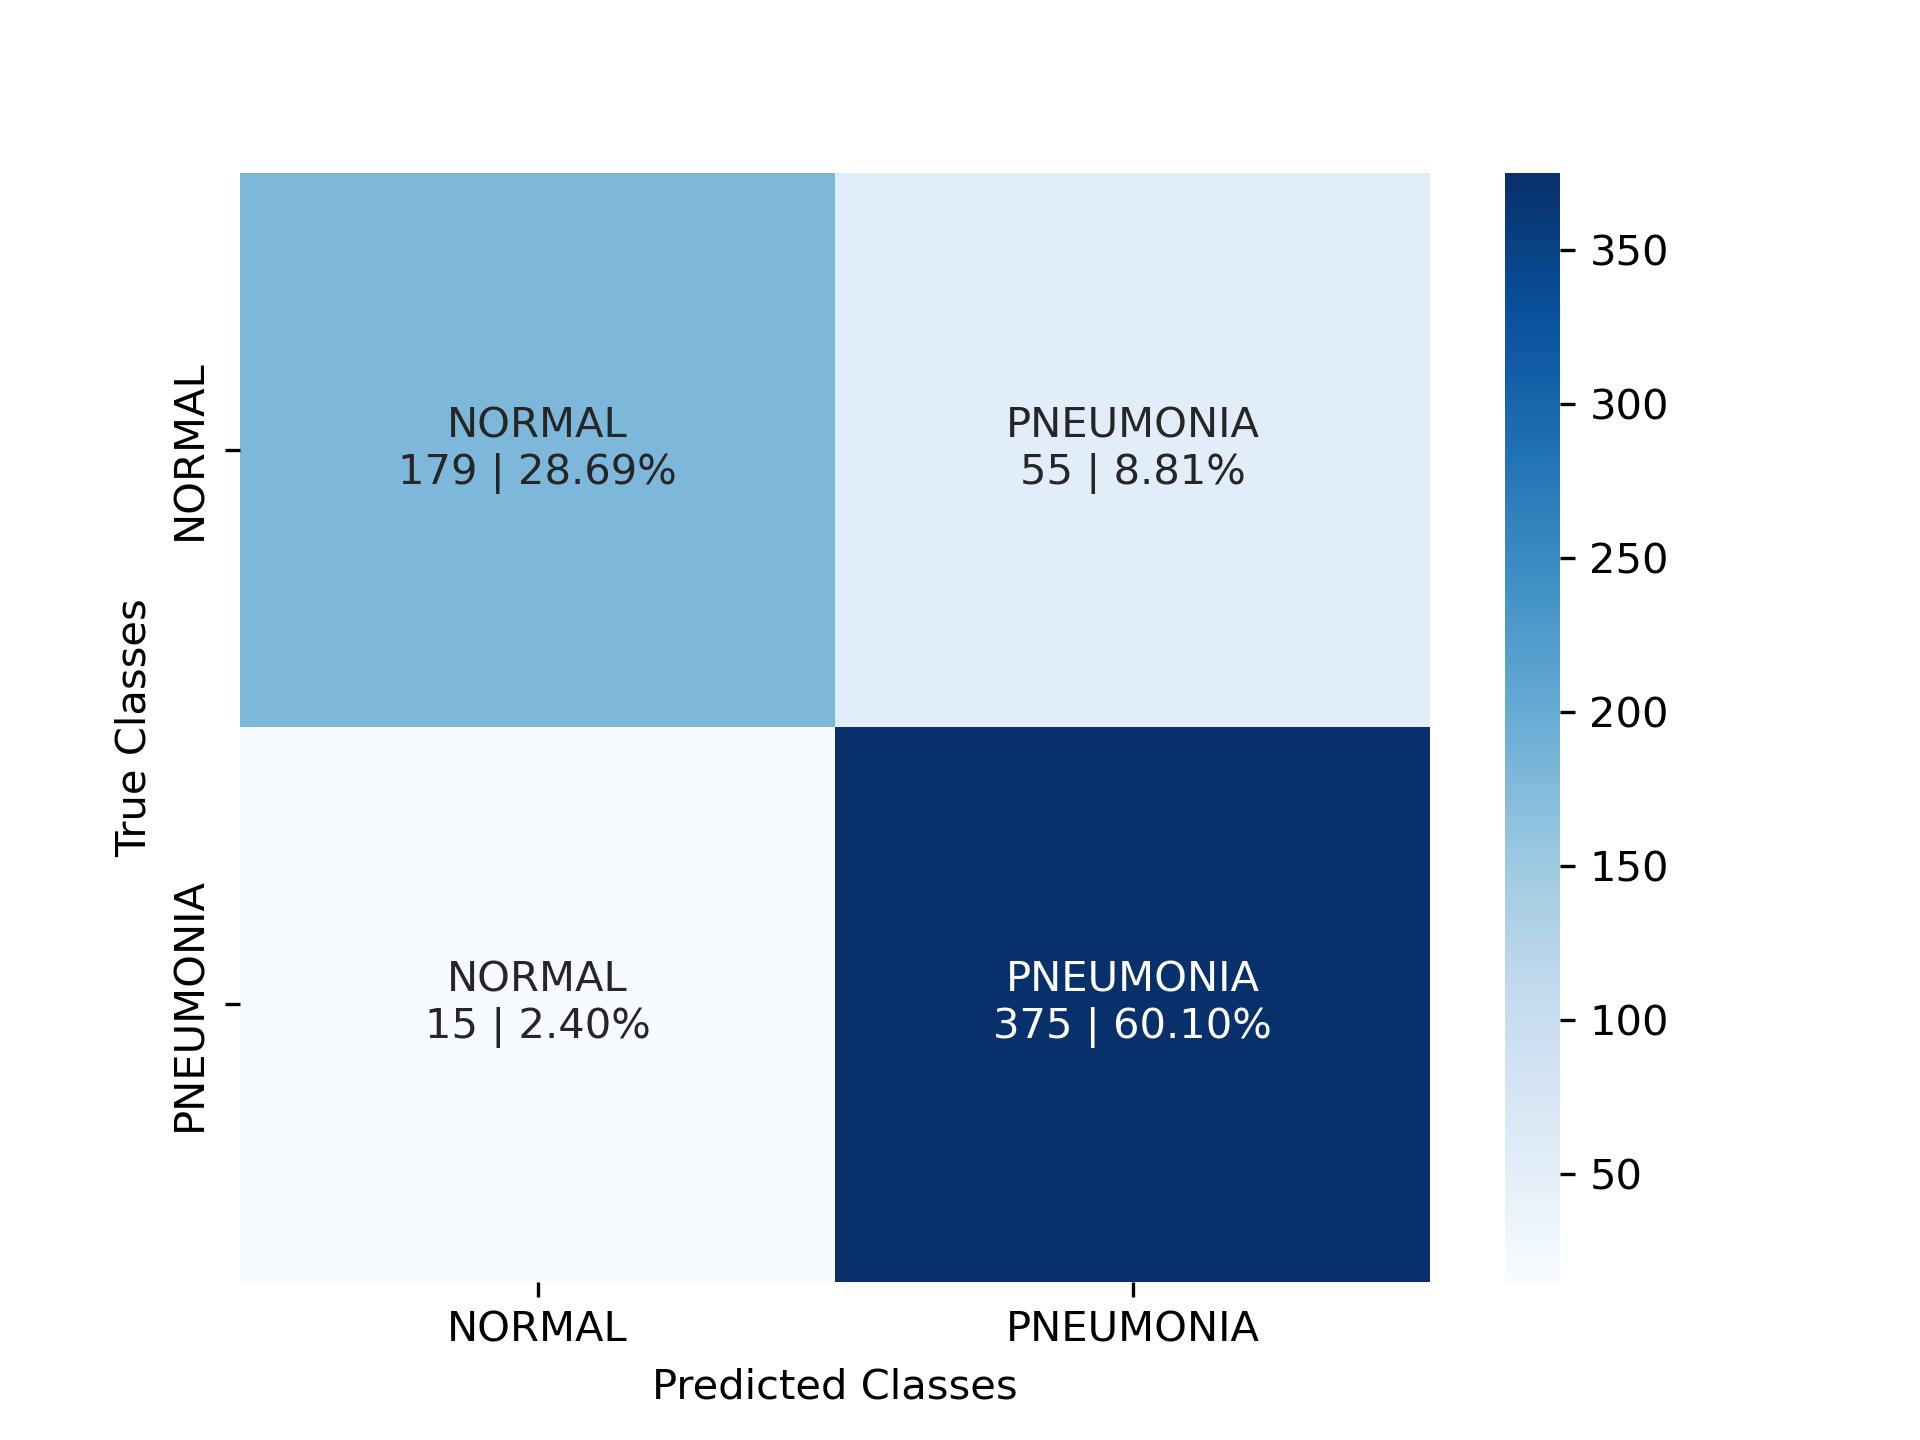 NORMAL
179 | 28.69%
PNEUMONIA
55 | 8.81%
NORMAL
15 | 2.40%
PNEUMONIA
375 | 60.10%
True Classes
NORMAL
PNEUMONIA
NORMAL
PNEUMONIA
Predicted Classes
350
300
250
200
150
100
50